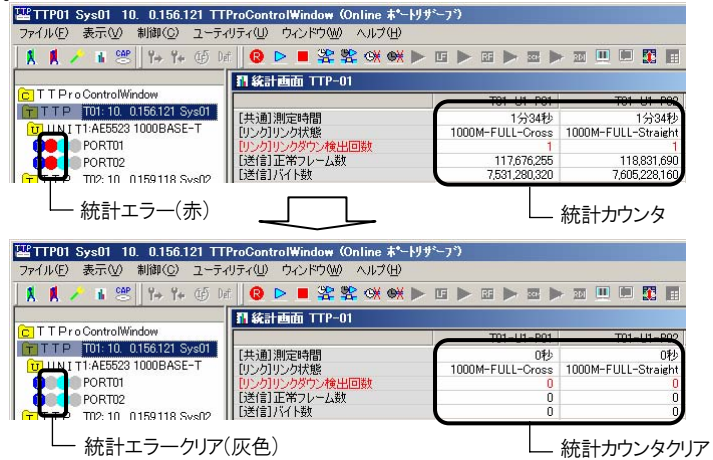 TTP01 Sys01 10. 0.156.121 TTProControlWindow (Online ポートリザーブ)
ファイル(F) 表示(V) 制御(C) ユーティリティ(U) ウィンドウ(W) ヘルプ(H)
CAP
統計画面 TTP-01
TTProControlWindow
T01-U1-P01 T01-U1-P02
TTP T01: 10. 0.156.121 Sys01
[共通]測定時間 1分34秒 1分34秒
UNIT1:AE5523 1000BASE-T
[リンク]リンク状態 1000M-FULL-Cross 1000M-FULL-Straight
PORT01
[リンク]リンクダウン検出回数 1 1
PORT02
[送信]正常フレーム数 117,676,255 118,831,690
TTP T02: 10. 0.159.118 Sys02
[送信]バイト数 7,531,280,320 7,605,228,160
統計エラー(赤)
統計カウンタ
TTP01 Sys01 10. 0.156.121 TTProControlWindow (Online ポートリザーブ)
ファイル(F) 表示(V) 制御(C) ユーティリティ(U) ウィンドウ(W) ヘルプ(H)
CAP
統計画面 TTP-01
TTProControlWindow
T01-U1-P01 T01-U1-P02
TTP T01: 10. 0.156.121 Sys01
[共通]測定時間 0秒 0秒
UNIT1:AE5523 1000BASE-T
[リンク]リンク状態 1000M-FULL-Cross 1000M-FULL-Straight
PORT01
[リンク]リンクダウン検出回数 0 0
PORT02
[送信]正常フレーム数 0 0
TTP T02: 10. 0.159.118 Sys02
[送信]バイト数 0 0
統計エラークリア(灰色)
統計カウンタクリア